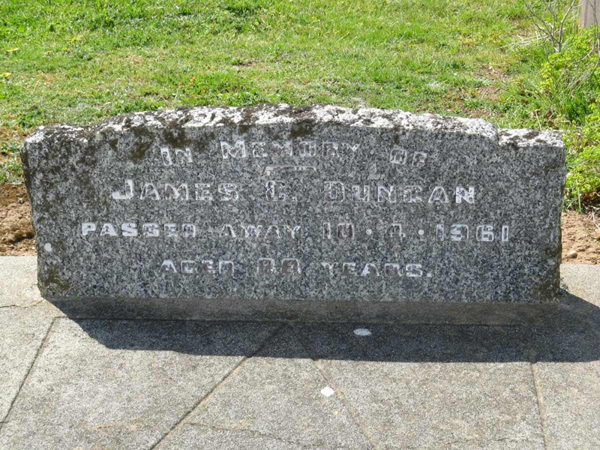 In Memory of
James C Duncan
Passed away 10 · · 1961
Aged years.